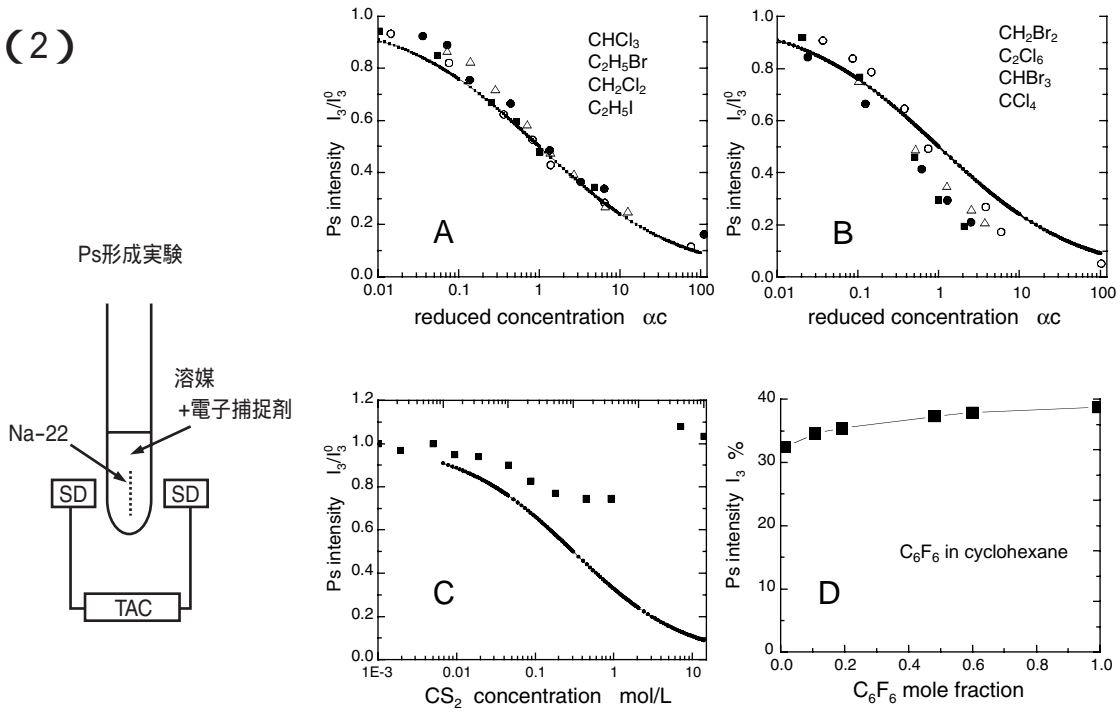 (2)
Ps形成実験
溶媒
+電子捕捉剤
Na-22
SD
SD
TAC
Ps intensity I₃/I₃⁰
1.0
0.8
0.6
0.4
0.2
0.0
CHCl₃
C₂H₅Br
CH₂Cl₂
C₂H₅I
A
0.01 0.1 1 10 100
reduced concentration αc
Ps intensity I₃/I₃⁰
1.0
0.8
0.6
0.4
0.2
0.0
CH₂Br₂
C₂Cl₆
CHBr₃
CCl₄
B
0.01 0.1 1 10 100
reduced concentration αc
Ps intensity I₃/I₃⁰
1.2
1.0
0.8
0.6
0.4
0.2
0.0
C
1E-3 0.01 0.1 1 10
CS₂ concentration mol/L
Ps intensity I₃ %
40
30
20
10
0
C₆F₆ in cyclohexane
D
0.0 0.2 0.4 0.6 0.8 1.0
C₆F₆ mole fraction